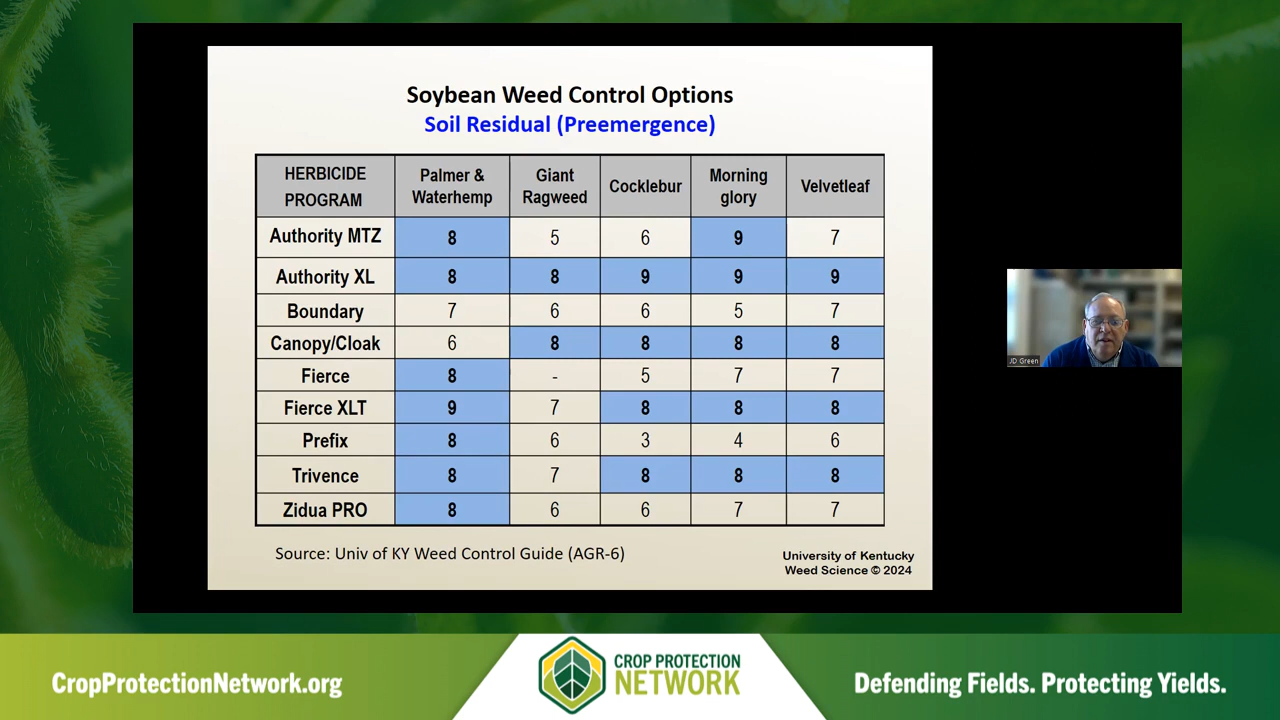 Soybean Weed Control Options
Soil Residual (Preemergence)
HERBICIDE PROGRAM Palmer & Waterhemp Giant Ragweed Cocklebur Morning glory Velvetleaf
Authority MTZ 8 5 6 9 7
Authority XL 8 8 9 9 9
Boundary 7 6 6 5 7
Canopy/Cloak 6 8 8 8 8
Fierce 8 - 5 7 7
Fierce XLT 9 7 8 8 8
Prefix 8 6 3 4 6
Trivence 8 7 8 8 8
Zidua PRO 8 6 6 7 7
Source: Univ of KY Weed Control Guide (AGR-6)
University of Kentucky
Weed Science © 2024
JD Green
CropProtectionNetwork.org
CROP PROTECTION
NETWORK
Defending Fields. Protecting Yields.